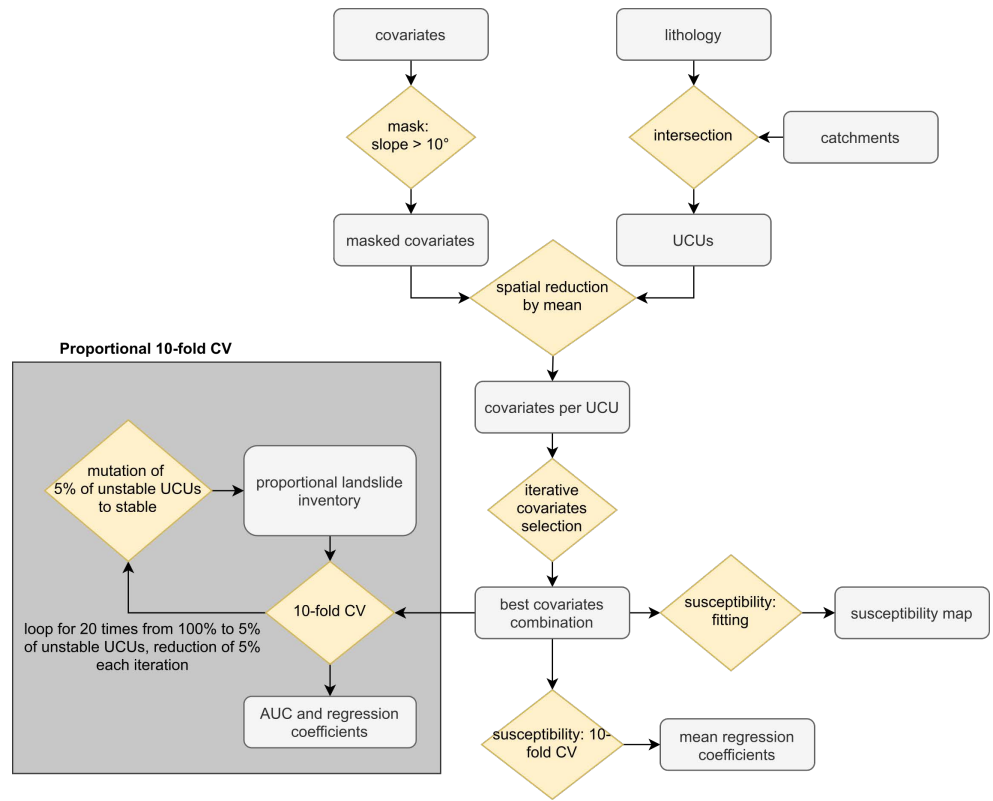 covariates
lithology
mask:
slope > 10°
intersection
catchments
masked covariates
UCUs
spatial reduction
by mean
Proportional 10-fold CV
covariates per UCU
mutation of
5% of unstable UCUs
to stable
proportional landslide
inventory
iterative
covariates
selection
10-fold CV
best covariates
combination
susceptibility:
fitting
susceptibility map
loop for 20 times from 100% to 5%
of unstable UCUs, reduction of 5%
each iteration
AUC and regression
coefficients
susceptibility: 10-
fold CV
mean regression
coefficients